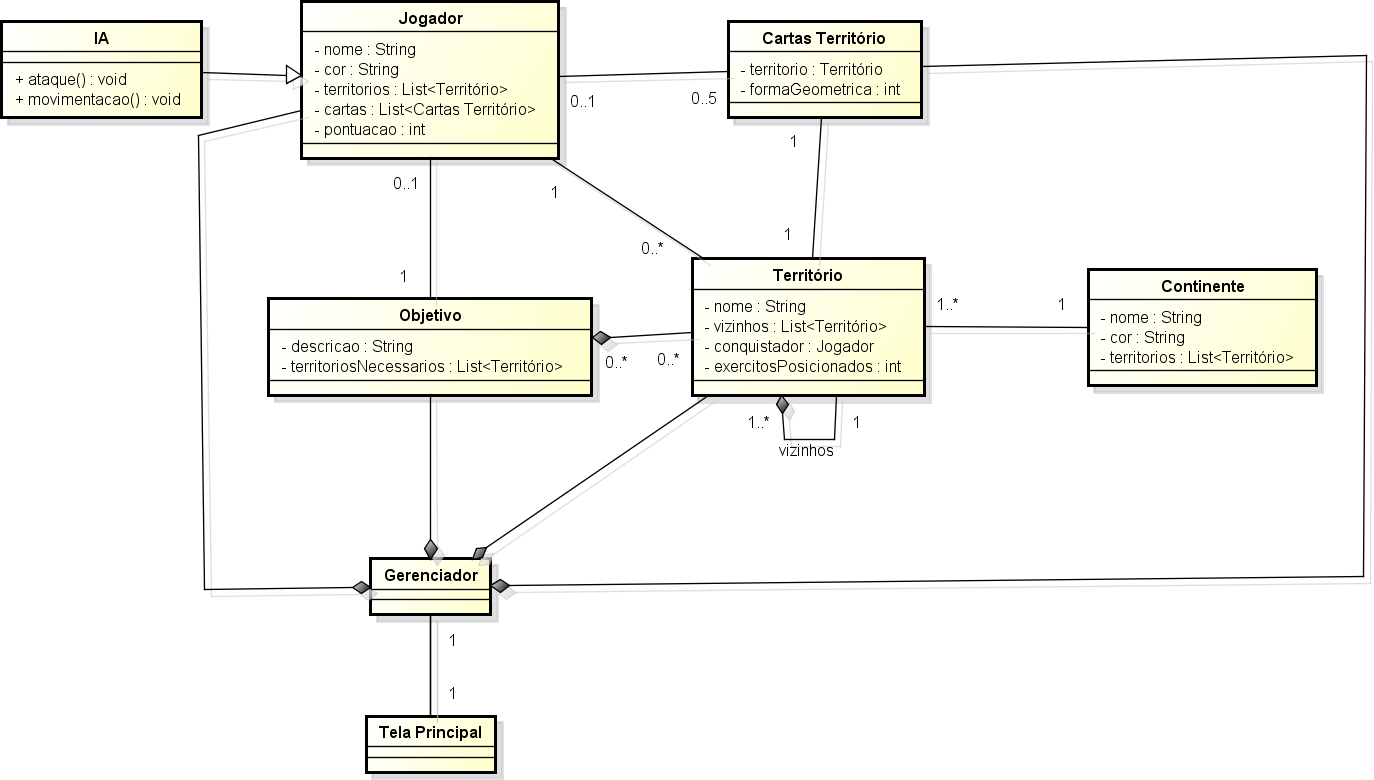 IA
+ ataque() : void
+ movimentacao() : void
Jogador
- nome : String
- cor : String
- territorios : List<Território>
- cartas : List<Cartas Território>
- pontuacao : int
Cartas Território
- territorio : Território
- formaGeometrica : int
0..1
0..5
0..1
1
1
0..*
1
1
Objetivo
- descricao : String
- territoriosNecessarios : List<Território>
0..*
0..*
Território
- nome : String
- vizinhos : List<Território>
- conquistador : Jogador
- exercitosPosicionados : int
1..*
1
Continente
- nome : String
- cor : String
- territorios : List<Território>
1..*
1
vizinhos
Gerenciador
1
1
Tela Principal